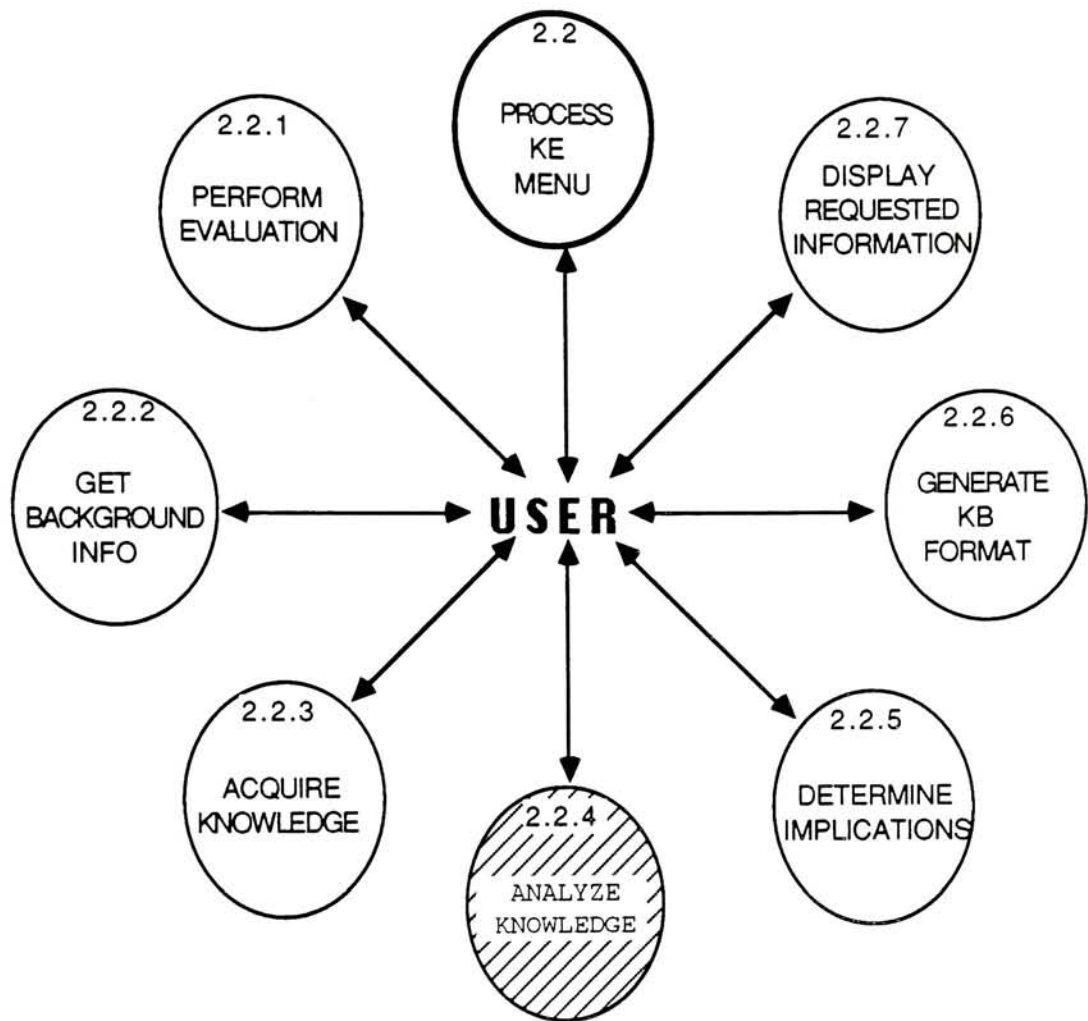 2.2
PROCESS
KE
MENU
2.2.1
PERFORM
EVALUATION
2.2.7
DISPLAY
REQUESTED
INFORMATION
2.2.2
GET
BACKGROUND
INFO
USER
2.2.6
GENERATE
KB
FORMAT
2.2.3
ACQUIRE
KNOWLEDGE
2.2.4
ANALYZE
KNOWLEDGE
2.2.5
DETERMINE
IMPLICATIONS